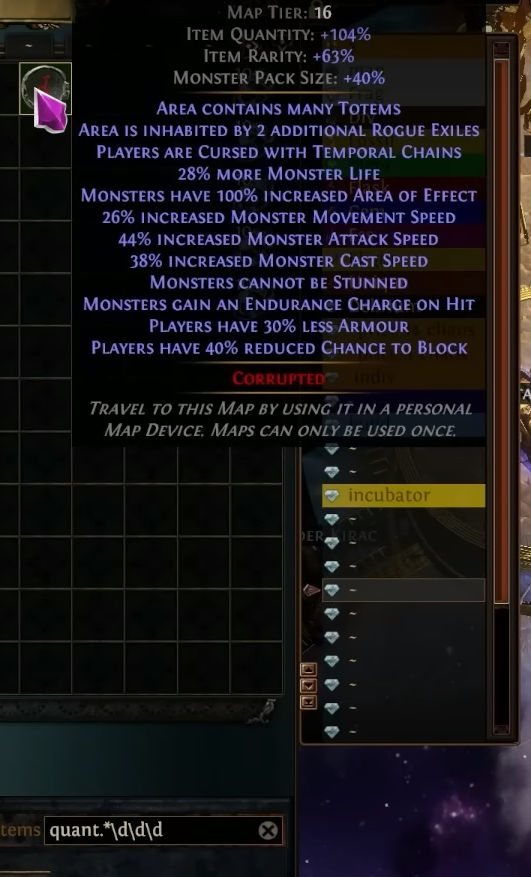 Map Tier: 16
Item Quantity: +104%
Item Rarity: +63%
Monster Pack Size: +40%
Area contains many Totems
Area is inhabited by 2 additional Rogue Exiles
Players are Cursed with Temporal Chains
28% more Monster Life
Monsters have 100% increased Area of Effect
26% increased Monster Movement Speed
44% increased Monster Attack Speed
38% increased Monster Cast Speed
Monsters cannot be Stunned
Monsters gain an Endurance Charge on Hit
Players have 30% less Armour
Players have 40% reduced Chance to Block
Corrupted
Travel to this Map by using it in a personal
Map Device. Maps can only be used once.
~
~
~
incubator
~
~
~
~
~
~
~
~
~
~
tems quant.*\d\d\d